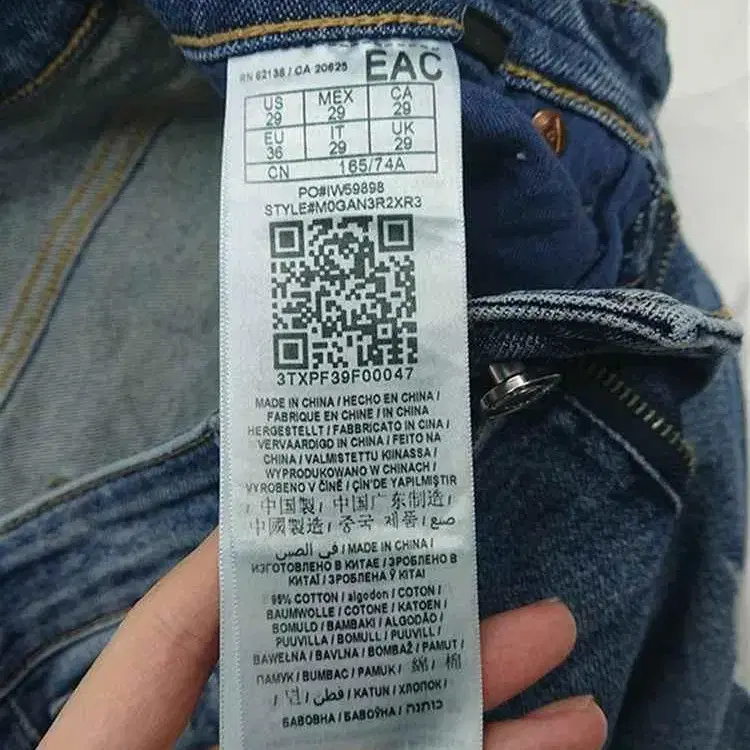 RN 62138 / CA 20625 EAC
US 29 MEX 29 CA 29
EU 36 IT 29 UK 29
CN 165/74A
PO#IW59898
STYLE#M0GAN3R2XR3
3TXPF39F00047
MADE IN CHINA / HECHO EN CHINA /
FABRIQUE EN CHINE / IN CHINA
HERGESTELLT / FABBRICATO IN CINA /
VERVAARDIGD IN CHINA / FEITO NA
CHINA / VALMISTETTU KIINASSA /
WYPRODUKOWANO W CHINACH /
VYROBENO V ČÍNĚ / ÇİN'DE YAPILMIŞTIR
/ 中国製 / 中国广东制造 /
中國製造 / 중국 제품 / صنع
في الصين / MADE IN CHINA /
ИЗГОТОВЛЕНО В КИТАЕ / ЗРОБЛЕНО В
КИТАЇ / ЗРОБЛЕНА Ў КІТАІ
95% COTTON / algodon / COTON /
BAUMWOLLE / COTONE / KATOEN /
BOMULD / BAMBAKI / ALGODÃO /
PUUVILLA / BOMULL / PUUVILL /
BAWEŁNA / BAVLNA / BOMBAŽ / PAMUT /
ПАМУК / BUMBAC / PAMUK / 綿 / 棉
/ 면 / قطن / KATUN / ХЛОПОК /
БАВОВНА / БАВОЎНА / כותנה